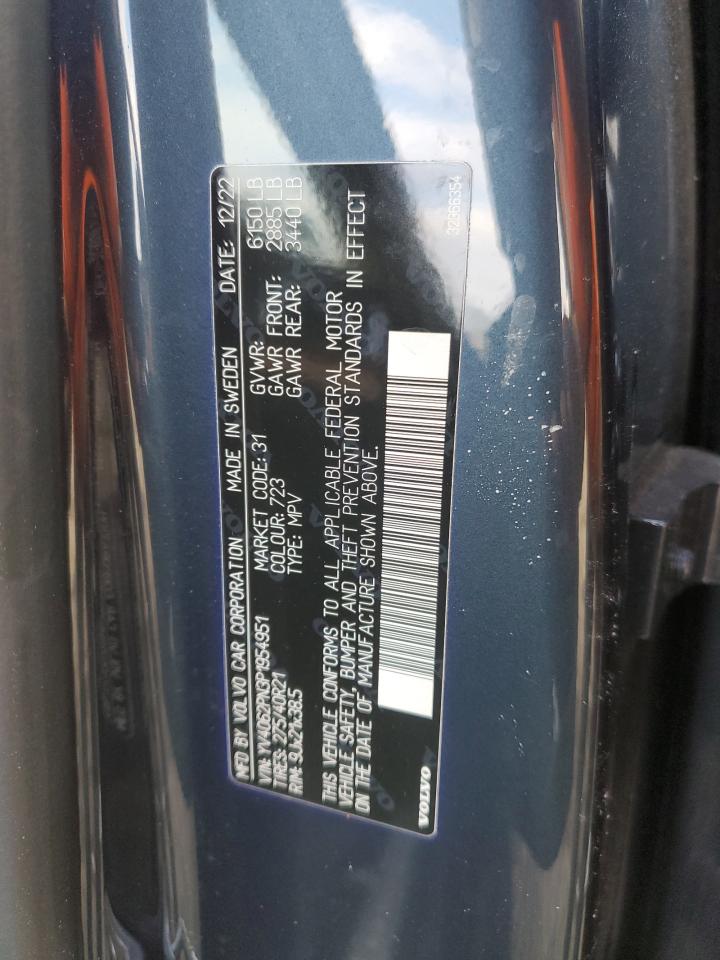 MFD BY VOLVO CAR CORPORATION MADE IN SWEDEN DATE: 12/22
VIN: YV4062PN3P1954951 MARKET CODE: 31 GVWR: 6150 LB
TIRES: 275/40R21 COLOUR: 723 GAWR FRONT: 2885 LB
RIM: 9Jx21x38.5 TYPE: MPV GAWR REAR: 3440 LB
THIS VEHICLE CONFORMS TO ALL APPLICABLE FEDERAL MOTOR
VEHICLE SAFETY, BUMPER AND THEFT PREVENTION STANDARDS IN EFFECT
ON THE DATE OF MANUFACTURE SHOWN ABOVE.
VOLVO 32366354